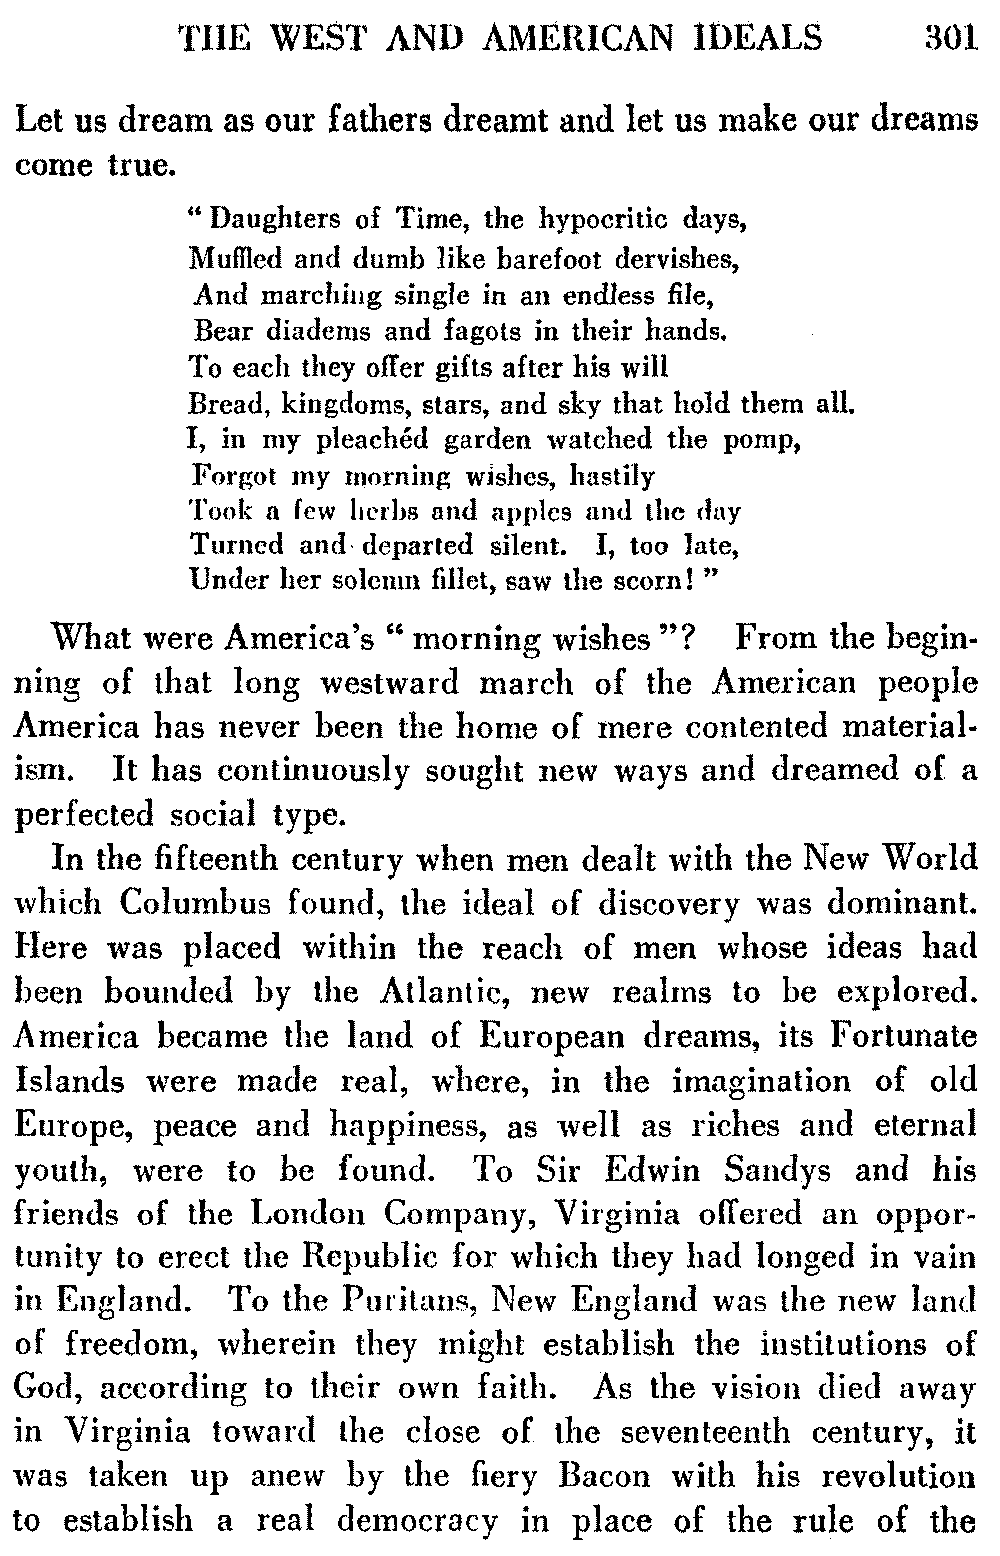 THE WEST AND AMERICAN IDEALS 301
Let us dream as our fathers dreamt and let us make our dreams
come true.
“ Daughters of Time, the hypocritic days,
Muffled and dumb like barefoot dervishes,
And marching single in an endless file,
Bear diadems and fagots in their hands.
To each they offer gifts after his will
Bread, kingdoms, stars, and sky that hold them all.
I, in my pleachéd garden watched the pomp,
Forgot my morning wishes, hastily
Took a few herbs and apples and the day
Turned and departed silent. I, too late,
Under her solemn fillet, saw the scorn! ”
What were America's “ morning wishes ”? From the begin-
ning of that long westward march of the American people
America has never been the home of mere contented material-
ism. It has continuously sought new ways and dreamed of a
perfected social type.
In the fifteenth century when men dealt with the New World
which Columbus found, the ideal of discovery was dominant.
Here was placed within the reach of men whose ideas had
been bounded by the Atlantic, new realms to be explored.
America became the land of European dreams, its Fortunate
Islands were made real, where, in the imagination of old
Europe, peace and happiness, as well as riches and eternal
youth, were to be found. To Sir Edwin Sandys and his
friends of the London Company, Virginia offered an oppor-
tunity to erect the Republic for which they had longed in vain
in England. To the Puritans, New England was the new land
of freedom, wherein they might establish the institutions of
God, according to their own faith. As the vision died away
in Virginia toward the close of the seventeenth century, it
was taken up anew by the fiery Bacon with his revolution
to establish a real democracy in place of the rule of the